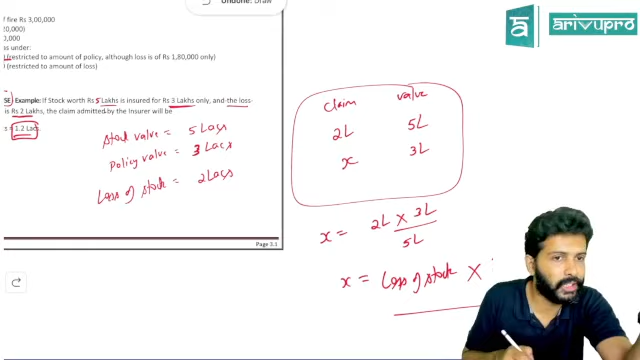 Undone: Draw
f fire Rs 3,00,000
0,000)
0,000
ss under:
(restricted to amount of policy, although loss is of Rs 1,80,000 only)
0 (restricted to amount of loss)
SE) Example: If Stock worth Rs 5 Lakhs is insured for Rs 3 Lakhs only, and the loss
is Rs 2 Lakhs, the claim admitted by the Insurer will be
1.2 Lacs.
Stock value = 5 Lacs
Policy value = 3 Lacs
Loss of stock = 2 Lacs
Page 3.1
arivupro
claim value
2L 5L
x 3L
x = 2L X 3L
5L
x = Loss of stock X